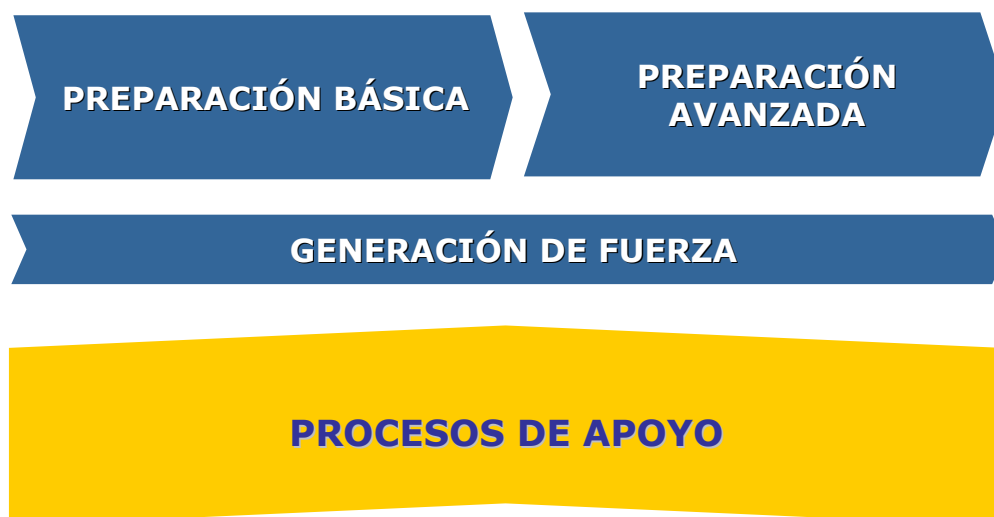 PREPARACIÓN BÁSICA
PREPARACIÓN
AVANZADA
GENERACIÓN DE FUERZA
PROCESOS DE APOYO